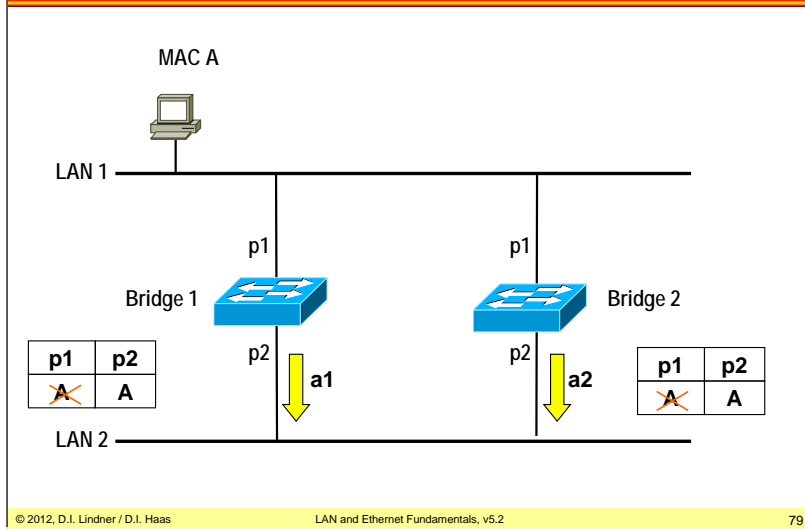 MAC A
LAN 1
p1
p1
Bridge 1
Bridge 2
p2
p2
p1 p2
A A
a1
a2
p1 p2
A A
LAN 2
© 2012, D.I. Lindner / D.I. Haas
LAN and Ethernet Fundamentals, v5.2
79